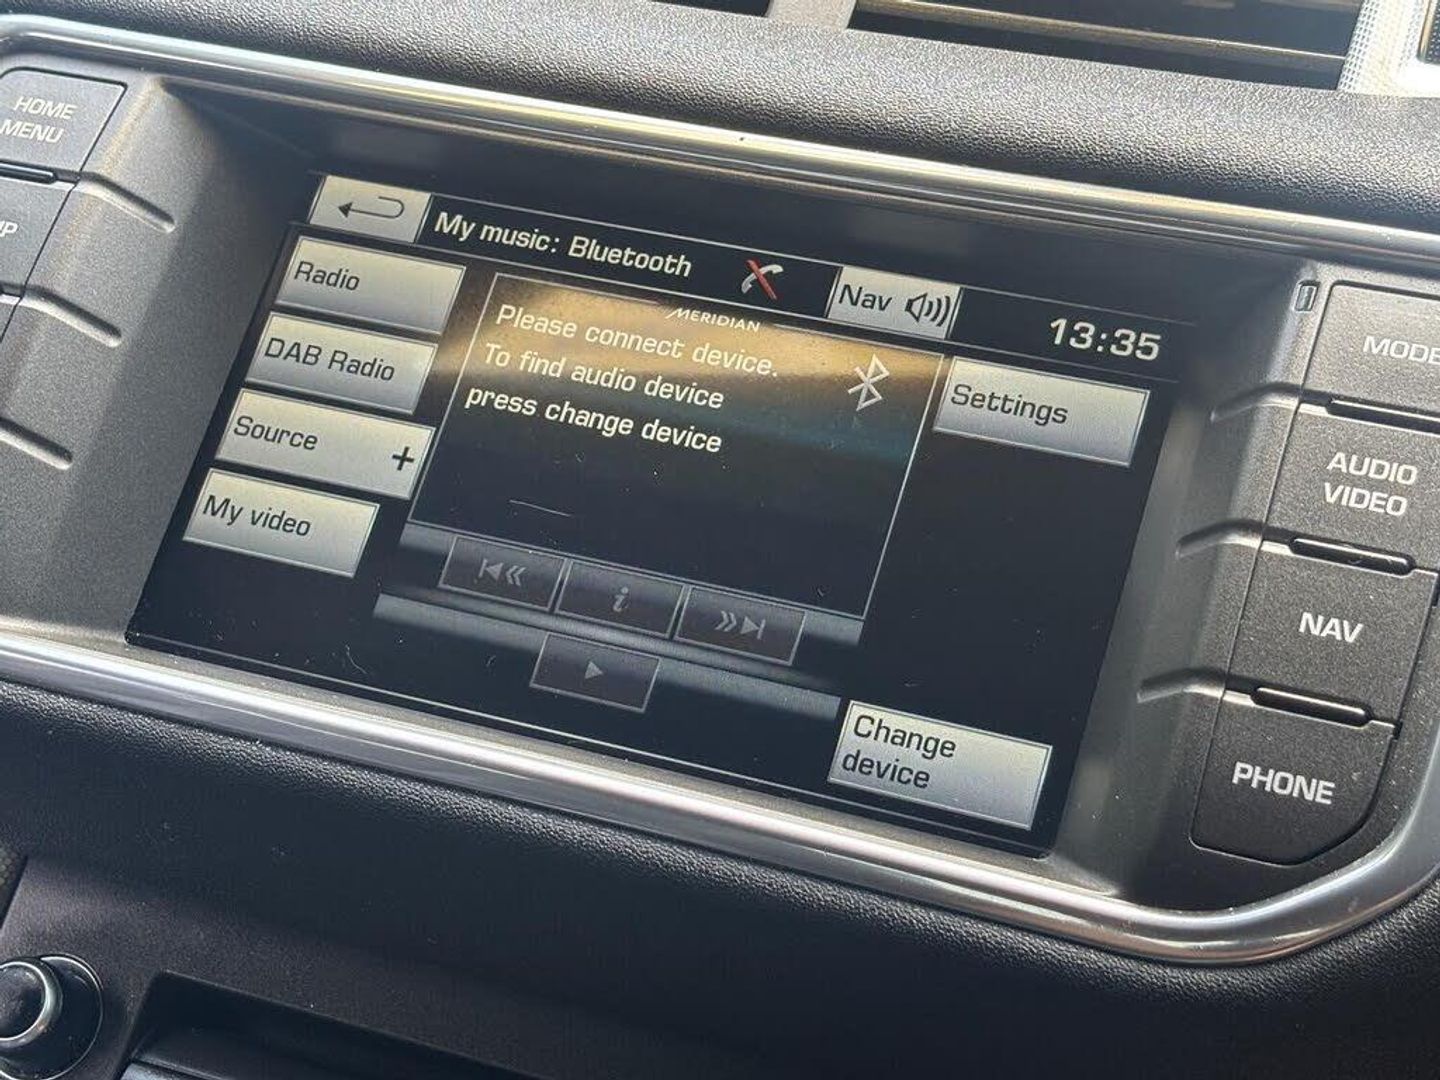 HOME
MENU
My music: Bluetooth
Nav
13:35
Radio
DAB Radio
Source +
My video
MERIDIAN
Please connect device.
To find audio device
press change device
Settings
i
Change
device
MODE
AUDIO
VIDEO
NAV
PHONE